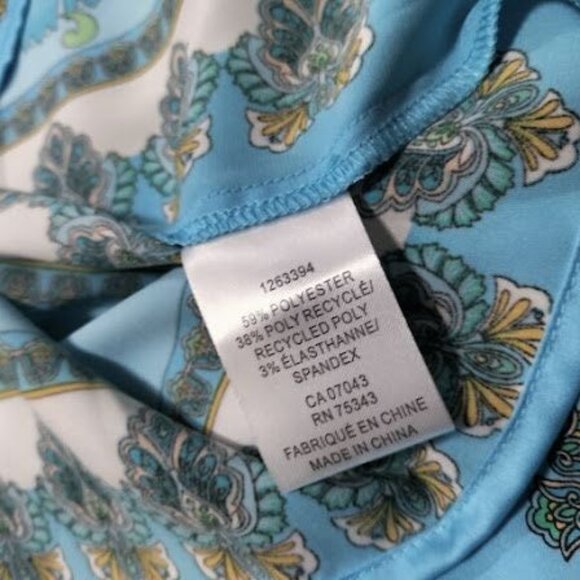 1263394
59% POLYESTER
38% POLY RECYCLÉ/
RECYCLED POLY
3% ÉLASTHANNE/
SPANDEX
CA 07043
RN 75343
FABRIQUÉ EN CHINE
MADE IN CHINA